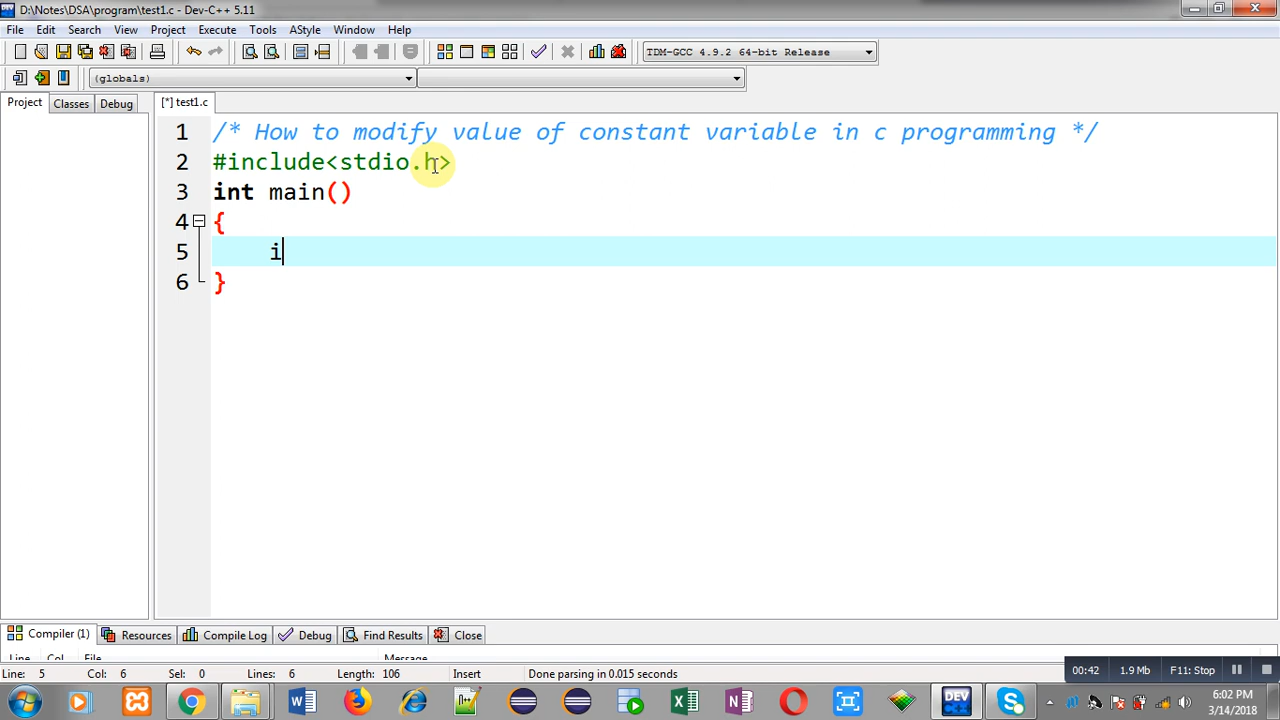 D:\Notes\DSA\program\test1.c - Dev-C++ 5.11
File Edit Search View Project Execute Tools AStyle Window Help
TDM-GCC 4.9.2 64-bit Release
(globals)
Project Classes Debug [*] test1.c
1 /* How to modify value of constant variable in c programming */
2 #include<stdio.h>
3 int main()
4 {
5 i
6 }
Compiler (1) Resources Compile Log Debug Find Results Close
Line Col. File Message
Line: 5 Col: 6 Sel: 0 Lines: 6 Length: 106 Insert Done parsing in 0.015 seconds
00:42 1.9 MB F11: Stop
DEV
6:02 PM
3/14/2018